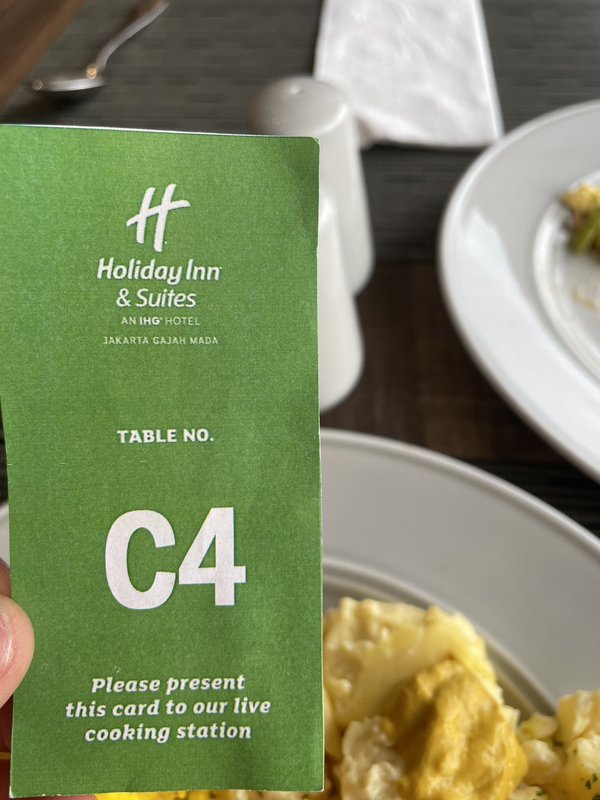 H
Holiday Inn
& Suites
AN IHG® HOTEL
JAKARTA GAJAH MADA
TABLE NO.
C4
Please present
this card to our live
cooking station